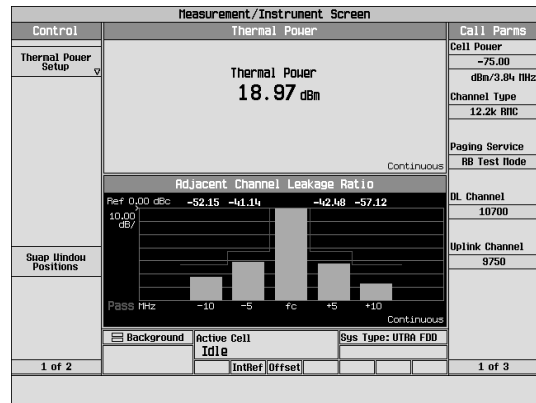 Measurement/Instrument Screen
Control
Thermal Power
Setup
Swap Window
Positions
1 of 2
Thermal Power
Thermal Power
18.97 dBm
Continuous
Adjacent Channel Leakage Ratio
Ref 0.00 dBc -52.15 -41.14 -42.48 -57.12
10.00
dB/
Pass MHz -10 -5 fc +5 +10
Continuous
Background
Active Cell
Idle
Sys Type: UTRA FDD
IntRef Offset
Call Parms
Cell Power
-75.00
dBm/3.84 MHz
Channel Type
12.2k RMC
Paging Service
RB Test Mode
DL Channel
10700
Uplink Channel
9750
1 of 3